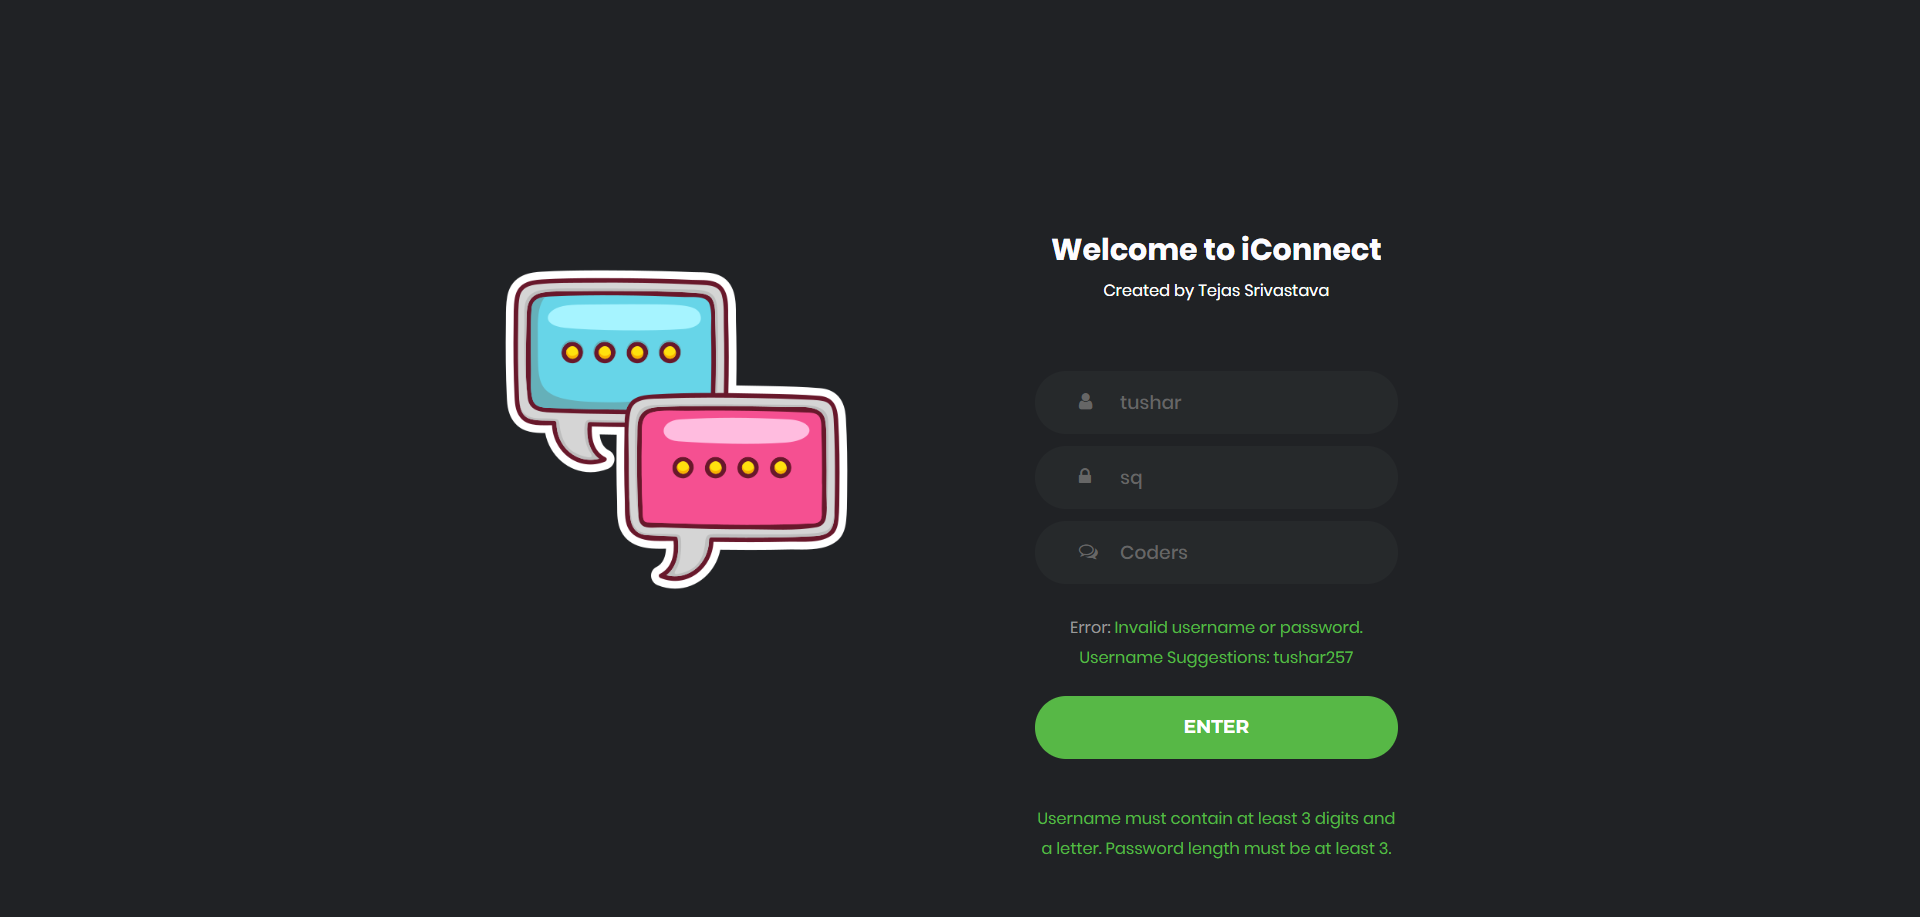 Welcome to iConnect
Created by Tejas Srivastava
tushar
sq
Coders
Error: Invalid username or password.
Username Suggestions: tushar257
ENTER
Username must contain at least 3 digits and
a letter. Password length must be at least 3.